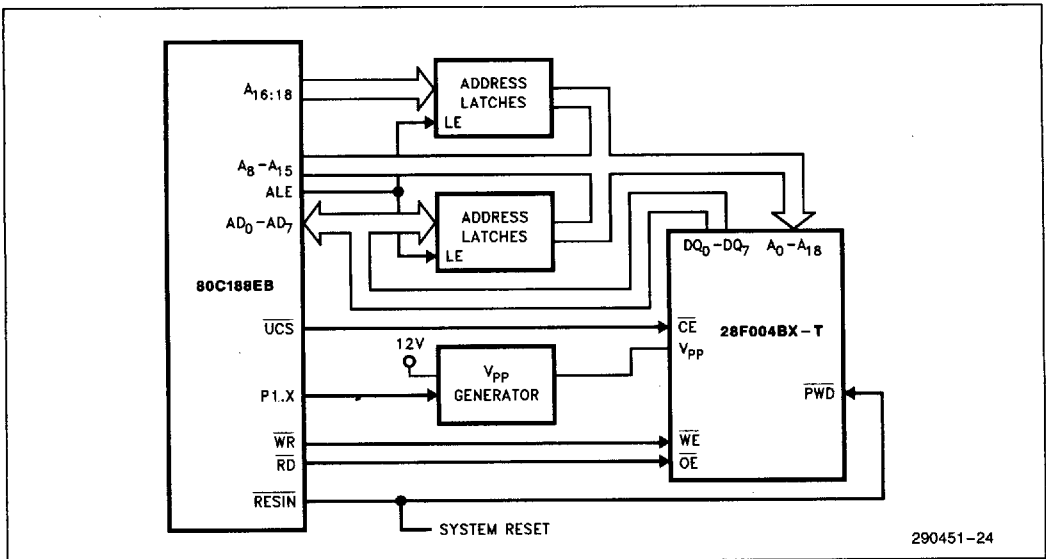 A16:18
ADDRESS
LATCHES
LE
A8–A15
ALE
AD0–AD7
ADDRESS
LATCHES
LE
DQ0–DQ7 A0–A18
80C188EB
28F004BX–T
UCS
CE
12V
VPP
VPP
GENERATOR
P1..X
PWD
WR
WE
RD
OE
RESIN
SYSTEM RESET
290451–24